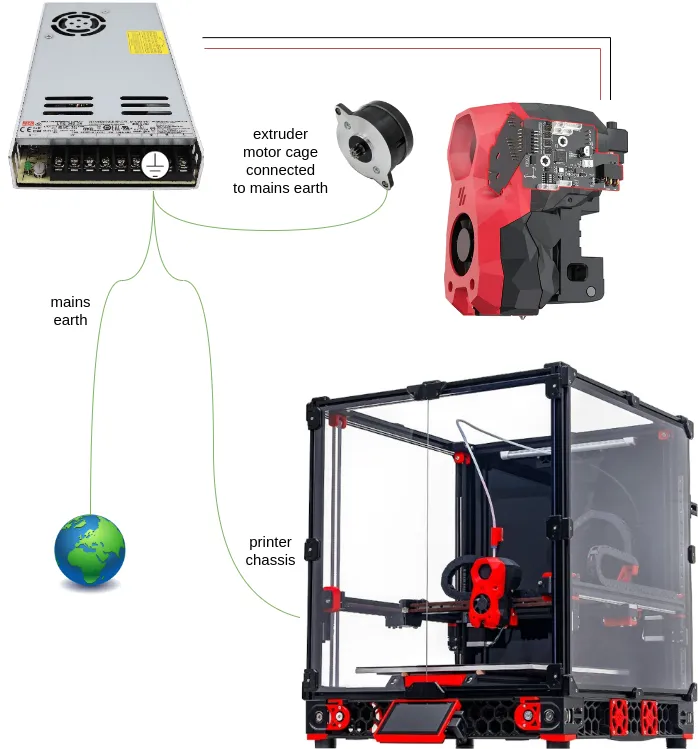 extruder
motor cage
connected
to mains earth
mains
earth
printer
chassis